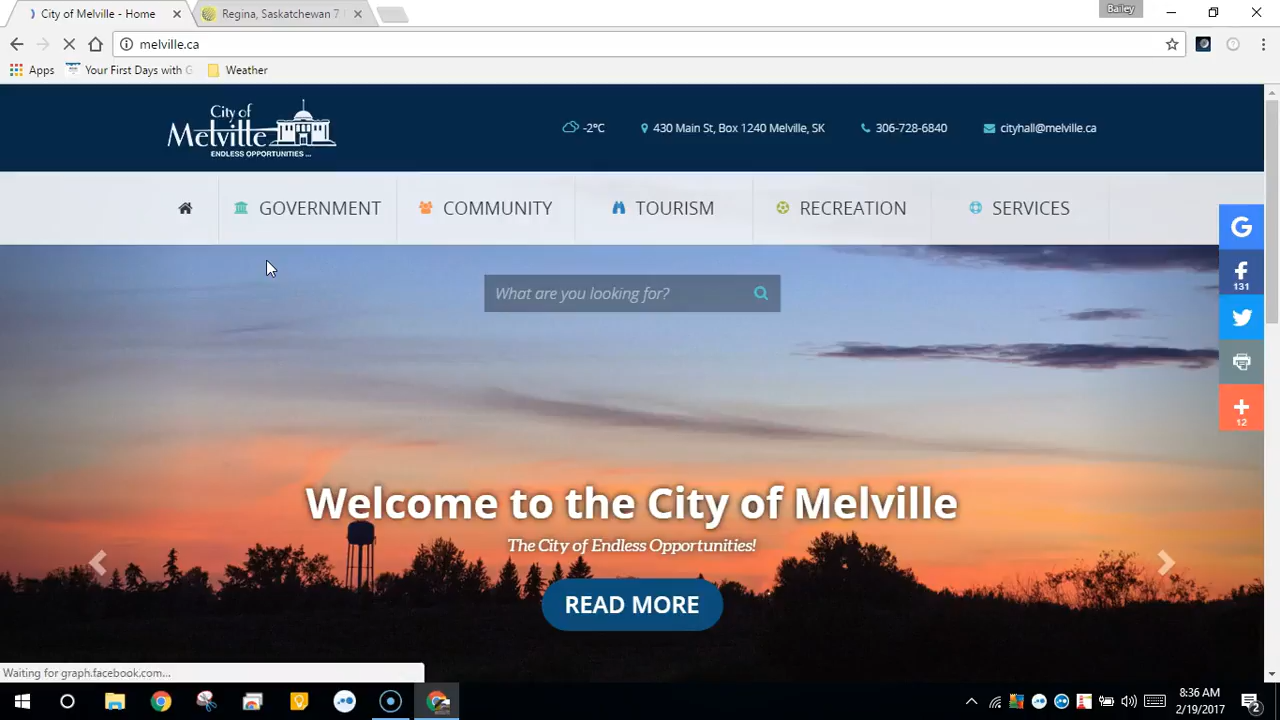 City of Melville - Home
Regina, Saskatchewan 7
Bailey
melville.ca
Apps
Your First Days with G
Weather
City of
Melville
ENDLESS OPPORTUNITIES ...
-2°C
430 Main St, Box 1240 Melville, SK
306-728-6840
cityhall@melville.ca
GOVERNMENT
COMMUNITY
TOURISM
RECREATION
SERVICES
What are you looking for?
G
f
131
12
Welcome to the City of Melville
The City of Endless Opportunities!
READ MORE
Waiting for graph.facebook.com...
8:36 AM
2/19/2017
2